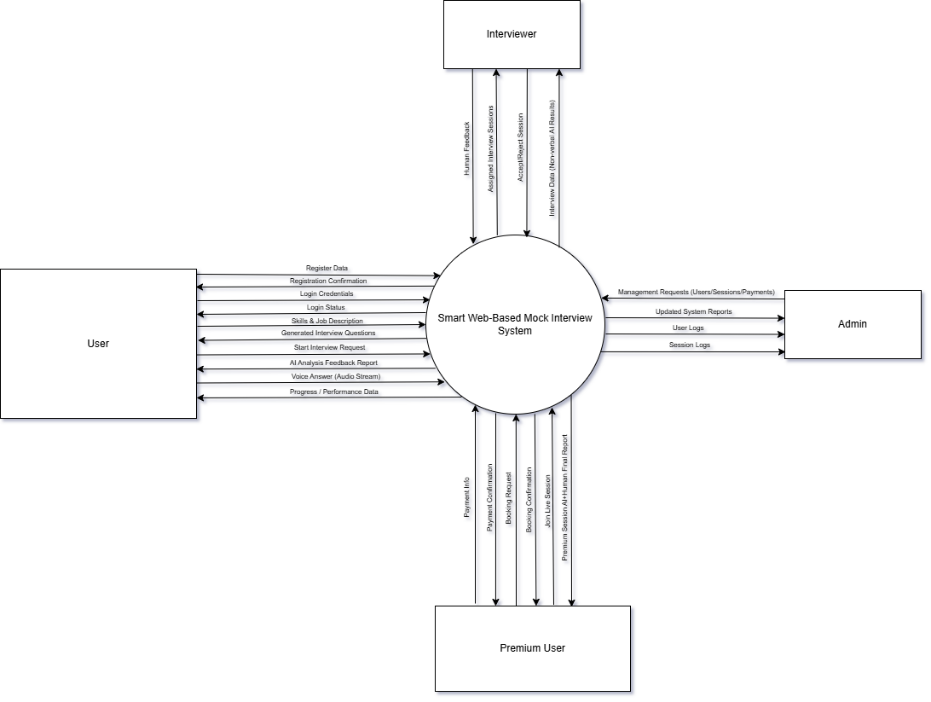 Interviewer
Human Feedback
Assigned Interview Sessions
Accept/Reject Session
Interview Data (Non-verbal AI Results)
Register Data
Registration Confirmation
Login Credentials
Login Status
Skills & Job Description
Generated Interview Questions
Start Interview Request
AI Analysis Feedback Report
Voice Answer (Audio Stream)
Progress / Performance Data
User
Smart Web-Based Mock Interview
System
Management Requests (Users/Sessions/Payments)
Updated System Reports
User Logs
Session Logs
Admin
Payment Info
Payment Confirmation
Booking Request
Booking Confirmation
Join Live Session
Premium Session AI+Human Final Report
Premium User